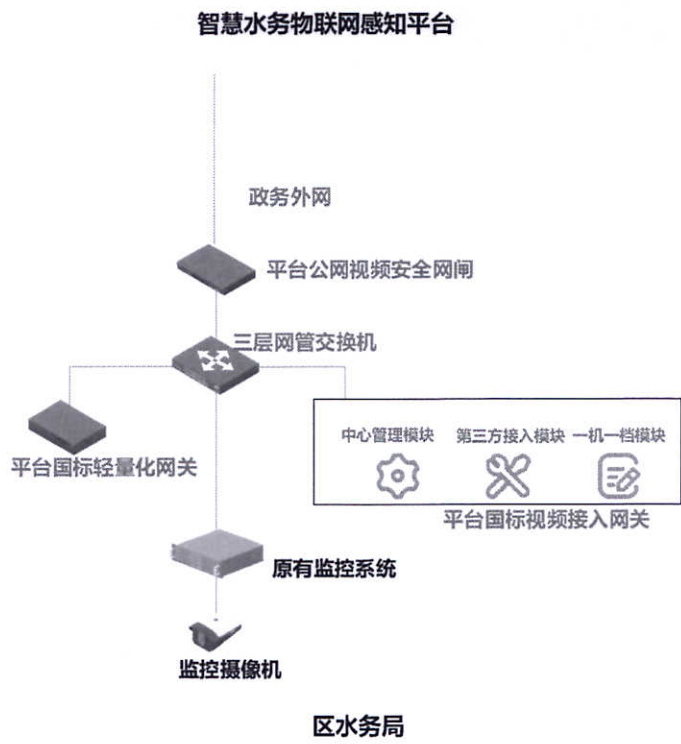 智慧水务物联网感知平台
政务外网
平台公网视频安全网闸
三层网管交换机
中心管理模块 第三方接入模块 一机一档模块
平台国标轻量化网关
平台国标视频接入网关
原有监控系统
监控摄像机
区水务局